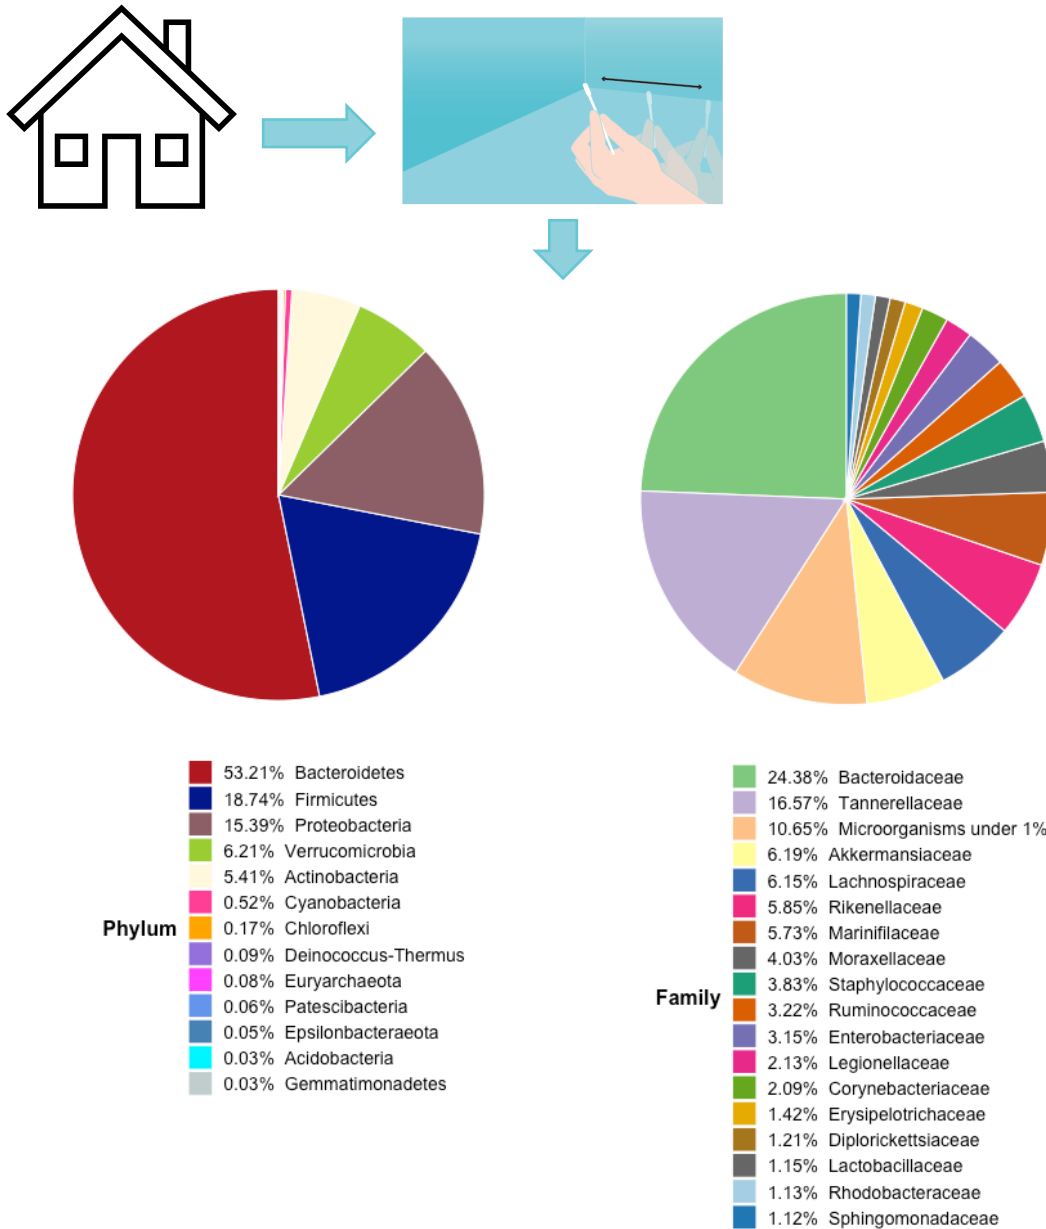 53.21% Bacteroidetes
18.74% Firmicutes
15.39% Proteobacteria
6.21% Verrucomicrobia
5.41% Actinobacteria
0.52% Cyanobacteria
Phylum
0.17% Chloroflexi
0.09% Deinococcus-Thermus
0.08% Euryarchaeota
0.06% Patescibacteria
0.05% Epsilonbacteraeota
0.03% Acidobacteria
0.03% Gemmatimonadetes
24.38% Bacteroidaceae
16.57% Tannerellaceae
10.65% Microorganisms under 1%
6.19% Akkermansiaceae
6.15% Lachnospiraceae
5.85% Rikenellaceae
5.73% Marinifilaceae
4.03% Moraxellaceae
3.83% Staphylococcaceae
Family
3.22% Ruminococcaceae
3.15% Enterobacteriaceae
2.13% Legionellaceae
2.09% Corynebacteriaceae
1.42% Erysipelotrichaceae
1.21% Diplorickettsiaceae
1.15% Lactobacillaceae
1.13% Rhodobacteraceae
1.12% Sphingomonadaceae